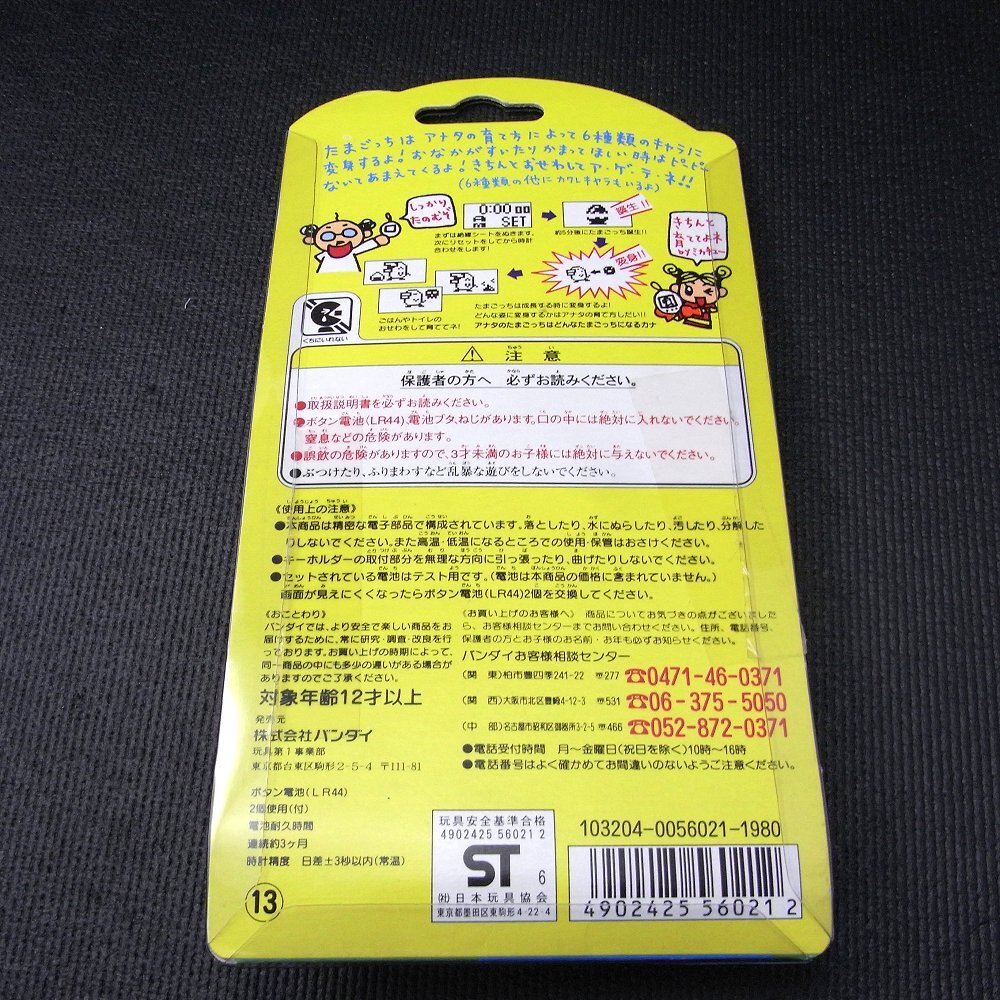 たまごっちは アナタの育て方によって6種類のキャラに
変身するよ!おなかがすいたりかまってほしい時はピーピー
ないてあまえてくるよ!きちんとおせわしてア・ゲ・テ・ネ!!
(6種類の他にカクレキャラもいるよ)
しっかり
たのむぞ
0:00
SET
誕生!!
まずは絶縁シートをぬきます。
次にリセットをしてから時計
合わせをします!
約5分後にたまごっち誕生!!
きちんと
育ててよネ
byミカチュー
変身!!
たまごっちは成長する時に変身するよ!
どんな姿に変身するかはアナタの育て方しだい!!
アナタのたまごっちはどんなたまごっちになるカナ
ごはんやトイレの
おせわをして育ててネ!
くちにいれない
⚠ 注意
保護者の方へ 必ずお読みください。
●取扱説明書を必ずお読みください。
●ボタン電池(LR44)、電池ブタ、ねじがあります。口の中には絶対に入れないでください。
窒息などの危険があります。
●誤飲の危険がありますので、3才未満のお子様には絶対に与えないでください。
●ぶつけたり、ふりまわすなど乱暴な遊びをしないでください。
《使用上の注意》
●本商品は精密な電子部品で構成されています。落としたり、水にぬらしたり、汚したり、分解した
りしないでください。また高温・低温になるところでの使用・保管はおさけください。
●キーホルダーの取付部分を無理な方向に引っ張ったり、曲げたりしないでください。
●セットされている電池はテスト用です。(電池は本商品の価格に含まれていません。)
画面が見えにくくなったらボタン電池(LR44)2個を交換してください。
《おことわり》
バンダイでは、より安全で楽しい商品をお
届けするために、常に研究・調査・改良を行
っております。お買い上げの時期によって、
同一商品の中にも多少の違いがある場合が
ありますのでご了承ください。
対象年齢12才以上
発売元
株式会社バンダイ
玩具第1事業部
東京都台東区駒形2-5-4 〒111-81
《お買い上げのお客様へ》 商品についてお気づきの点がございました
ら、お客様相談センターまでお問い合わせください。住所、電話番号、
保護者の方とお子様のお名前・お年も必ずお知らせください。
バンダイお客様相談センター
(関 東)柏市豊四季241-22 〒277 ☎0471-46-0371
(関 西)大阪市北区豊崎4-12-3 〒531 ☎06-375-5050
(中 部)名古屋市昭和区御器所3-2-5 〒466 ☎052-872-0371
●電話受付時間 月〜金曜日(祝日を除く)10時〜16時
●電話番号はよく確かめてお間違いのないようご注意ください。
ボタン電池(LR44)
2個使用(付)
電池耐久時間
連続約3ヶ月
時計精度 日差±3秒以内(常温)
13
玩具安全基準合格
4902425 56021 2
ST 6
(社)日本玩具協会
東京都墨田区東駒形4-22-4
103204-0056021-1980
4902425 56021 2